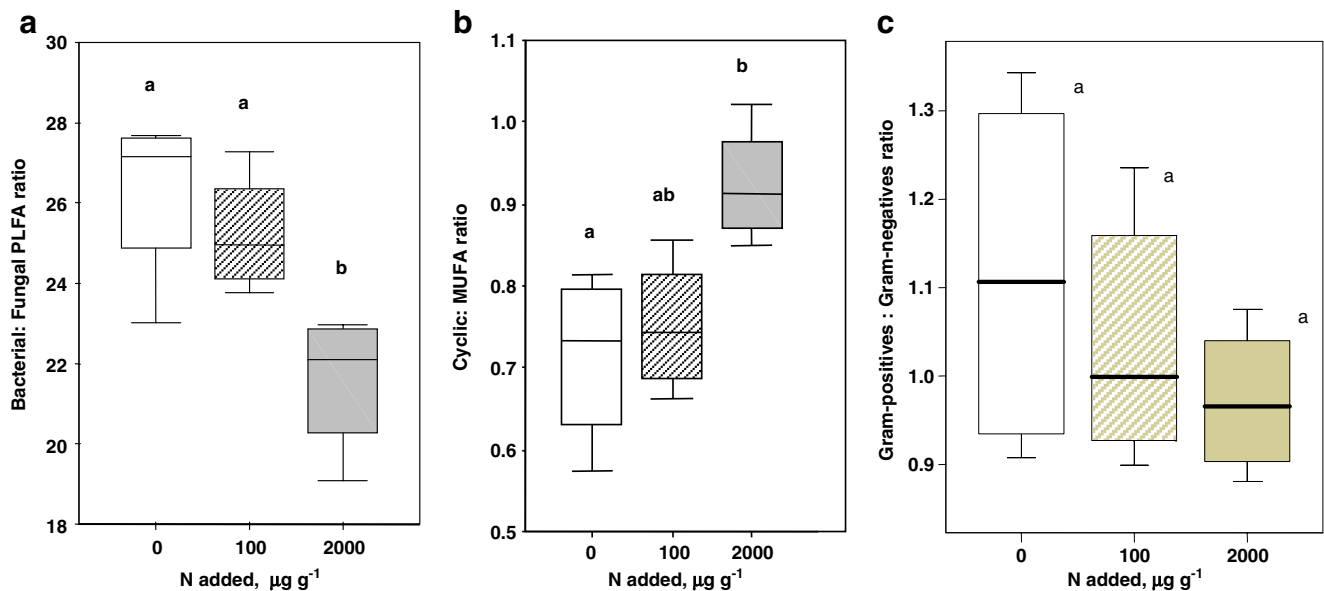 a
30
28
26
24
22
20
18
Bacterial: Fungal PLFA ratio
a
a
b
0 100 2000
N added, μg g-1
b
1.1
1.0
0.9
0.8
0.7
0.6
0.5
Cyclic: MUFA ratio
a
ab
b
0 100 2000
N added, μg g-1
c
1.3
1.2
1.1
1.0
0.9
Gram-positives : Gram-negatives ratio
a
a
a
0 100 2000
N added, μg g-1